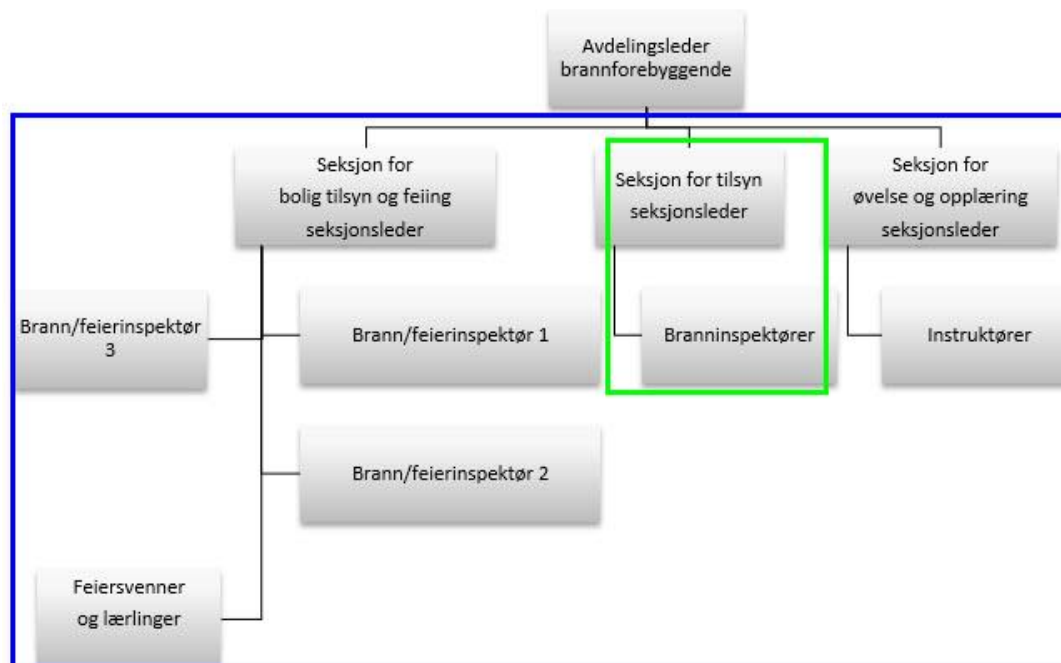 Avdelingsleder
brannforebyggende
Seksjon for
bolig tilsyn og feiing
seksjonsleder
Seksjon for tilsyn
seksjonsleder
Seksjon for
øvelse og opplæring
seksjonsleder
Brann/feierinspektør
3
Brann/feierinspektør 1
Branninspektører
Instruktører
Brann/feierinspektør 2
Feiersvenner
og lærlinger